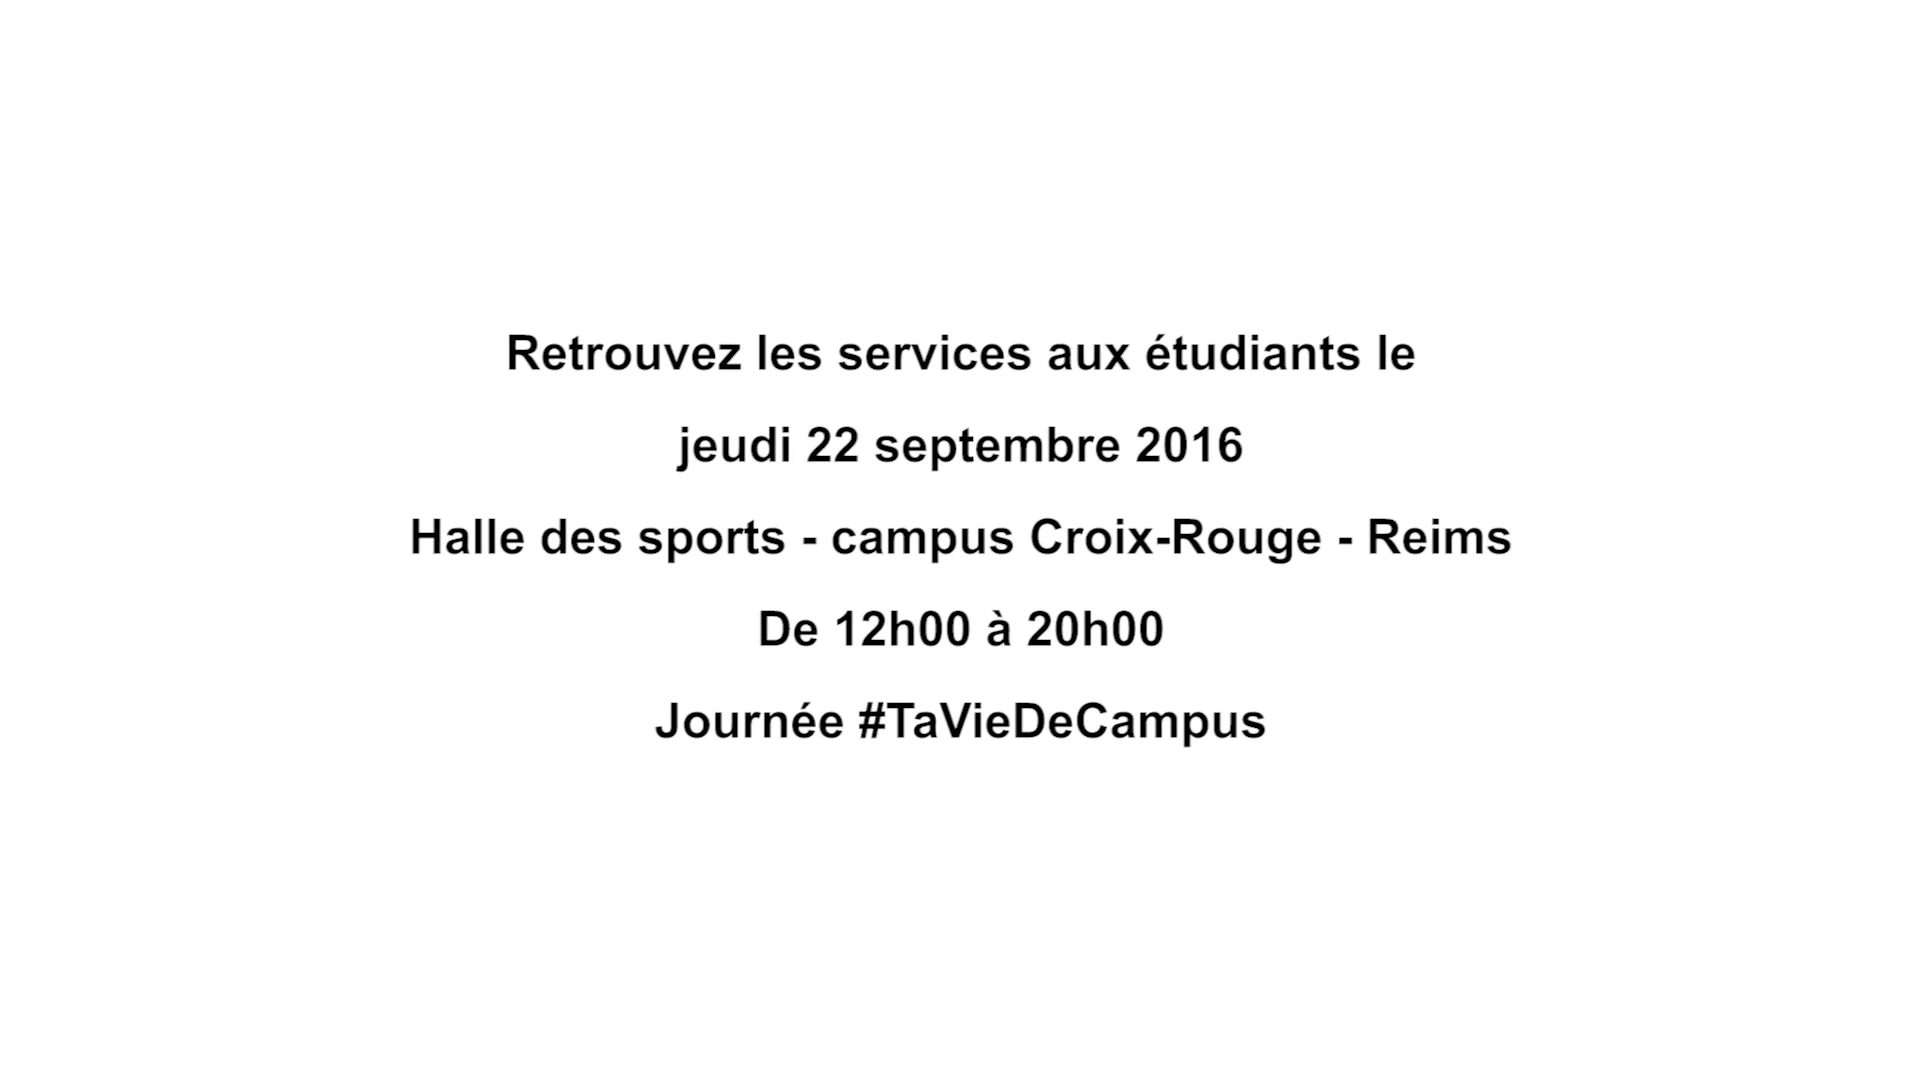 Retrouvez les services aux étudiants le
jeudi 22 septembre 2016
Halle des sports - campus Croix-Rouge - Reims
De 12h00 à 20h00
Journée #TaVieDeCampus